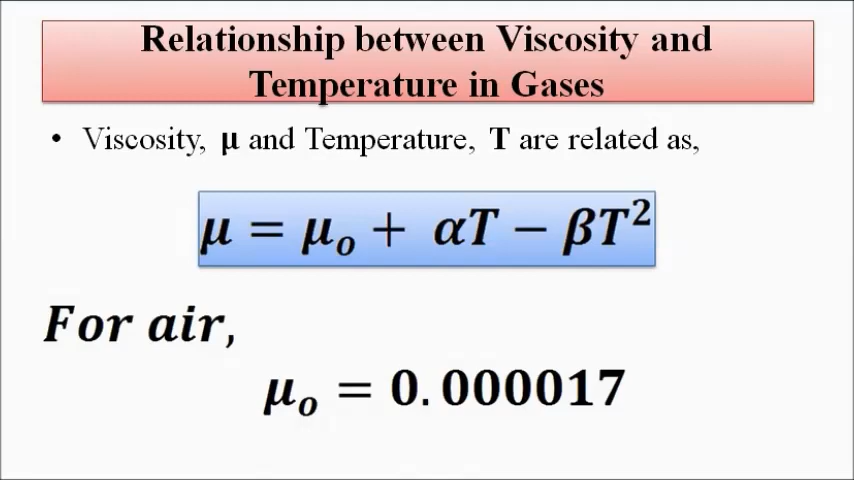 Relationship between Viscosity and
Temperature in Gases
• Viscosity, μ and Temperature, T are related as,
μ = μₒ + αT − βT²
For air,
μₒ = 0.000017